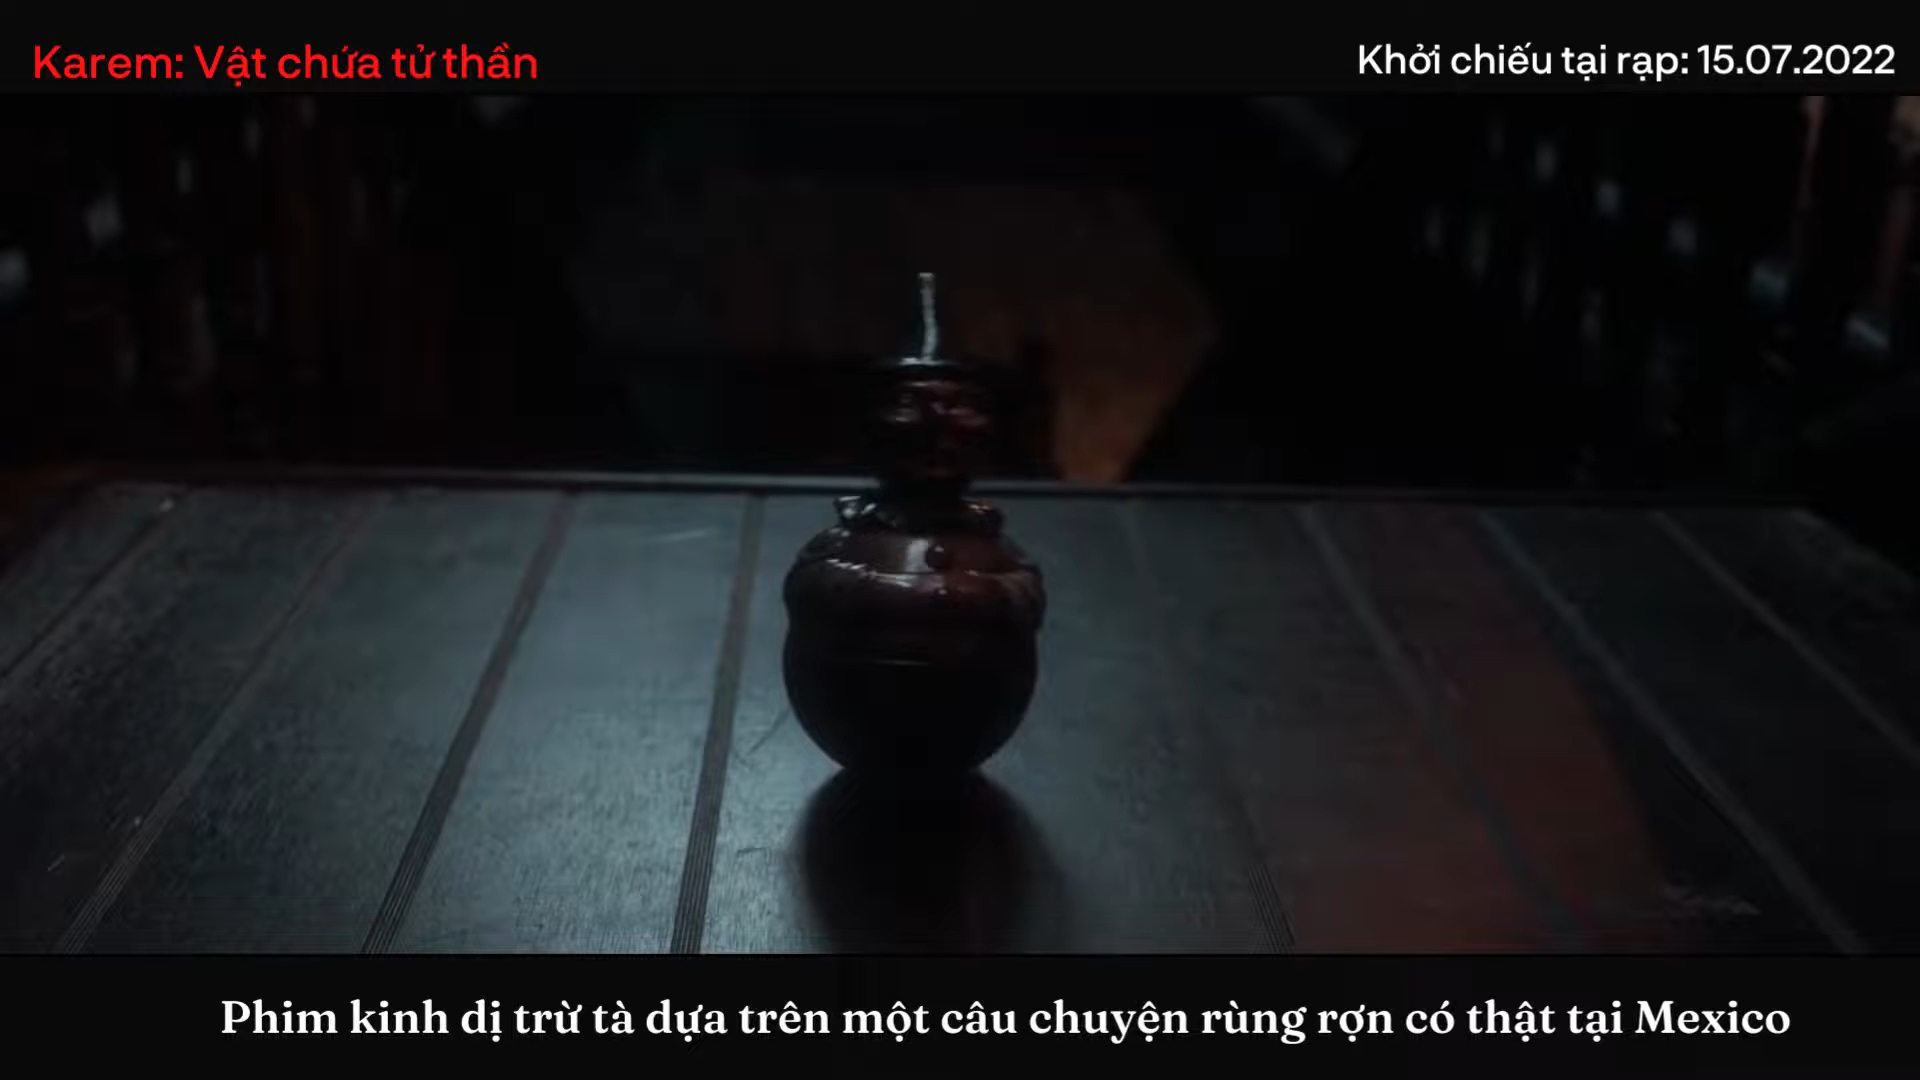 Karem: Vật chứa tử thần
Khởi chiếu tại rạp: 15.07.2022
Phim kinh dị trừ tà dựa trên một câu chuyện rùng rợn có thật tại Mexico